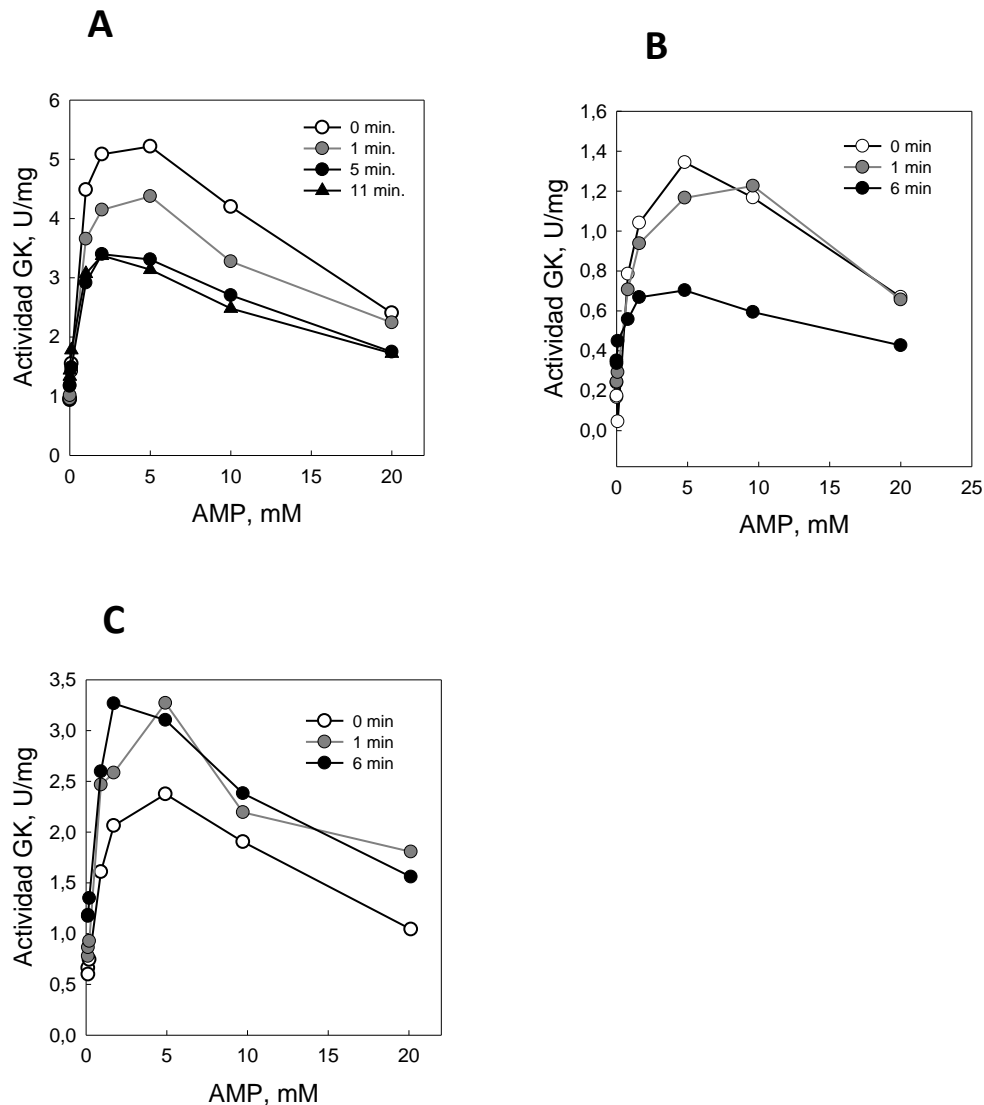 A
6
5
4
3
2
1
0
0 min.
1 min.
5 min.
11 min.
Actividad GK, U/mg
0 5 10 15 20
AMP, mM
B
1,6
1,4
1,2
1,0
0,8
0,6
0,4
0,2
0,0
0 min
1 min
6 min
Actividad GK, U/mg
0 5 10 15 20 25
AMP, mM
C
3,5
3,0
2,5
2,0
1,5
1,0
0,5
0,0
0 min
1 min
6 min
Actividad GK, U/mg
0 5 10 15 20
AMP, mM